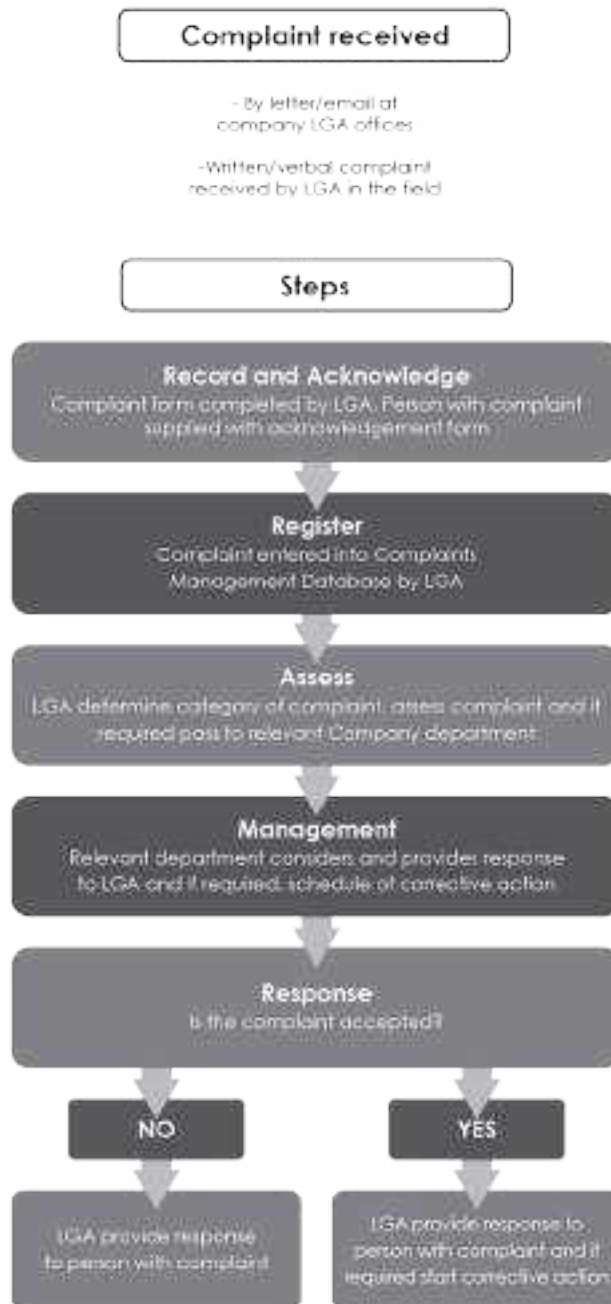 Complaint received
- By letter/email at
company LGA offices
-Written/verbal complaint
received by LGA in the field
Steps
Record and Acknowledge
Complaint form completed by LGA. Person with complaint
supplied with acknowledgement form
Register
Complaint entered into Complaints
Management Database by LGA
Assess
LGA determine category of complaint, assess complaint and if
required pass to relevant Company department
Management
Relevant department considers and provides response
to LGA and if required, schedule of corrective action
Response
Is the complaint accepted?
NO
YES
LGA provide response
to person with complaint
LGA provide response to
person with complaint and if
required start corrective action